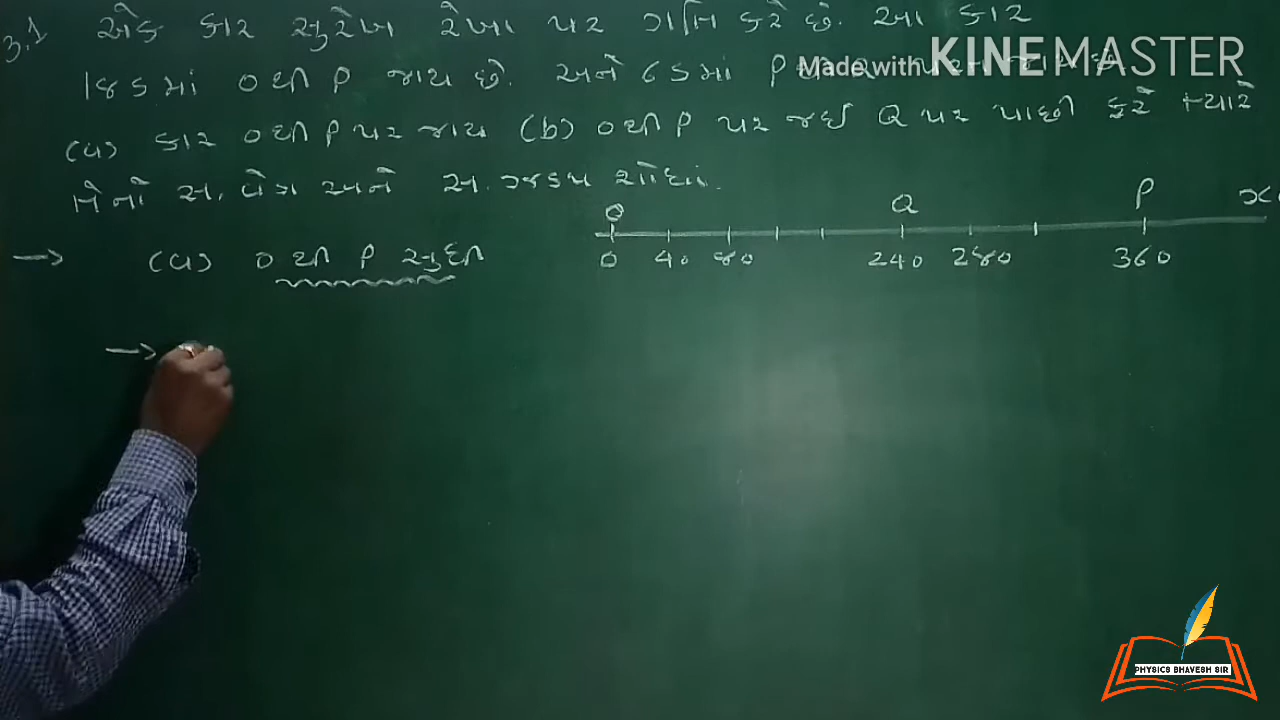 3.1 એક કાર સુરેખ રેખા પર ગતિ કરે છે. આ કાર
18 s માં O થી P જાય છે. અને 6 s માં P
(a) કાર O થી P પર જાય (b) O થી P પર જઈ Q પર પાછી ફરે ત્યારે
તેનો સ. વેગ અને સ. ઝડપ શોધો.
→ (a) O થી P સુધી
O Q P x
0 40 80 240 280 360
→
Made with KINEMASTER
PHYSICS BHAVESH SIR